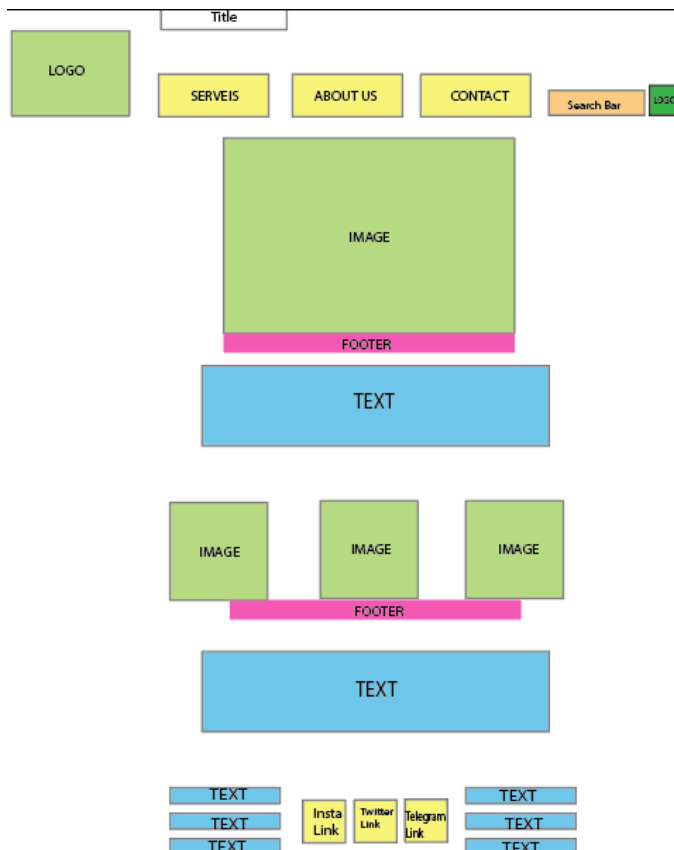 Title
LOGO
SERVEIS
ABOUT US
CONTACT
Search Bar
LOGO
IMAGE
FOOTER
TEXT
IMAGE
IMAGE
IMAGE
FOOTER
TEXT
TEXT
TEXT
TEXT
Insta
Link
Twitter
Link
Telegram
Link
TEXT
TEXT
TEXT